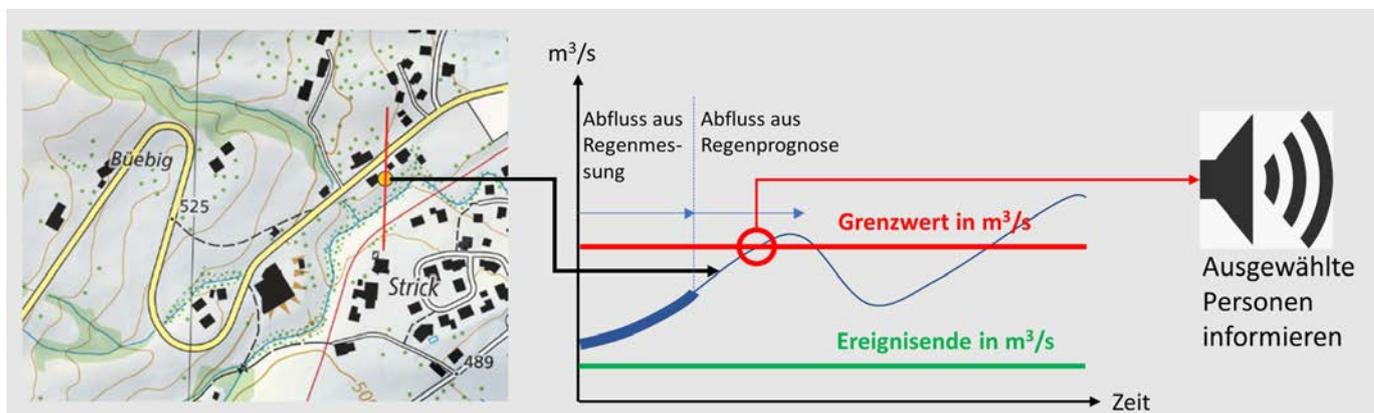 Büebig
525
Strick
489
50
m³/s
Abfluss aus
Regenmes-
sung
Abfluss aus
Regenprognose
Grenzwert in m³/s
Ereignisende in m³/s
Zeit
Ausgewählte
Personen
informieren